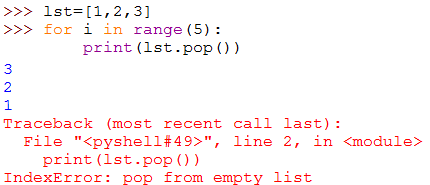 >>> lst=[1,2,3]
>>> for i in range(5):
        print(lst.pop())
3
2
1
Traceback (most recent call last):
  File "<pyshell#49>", line 2, in <module>
    print(lst.pop())
IndexError: pop from empty list